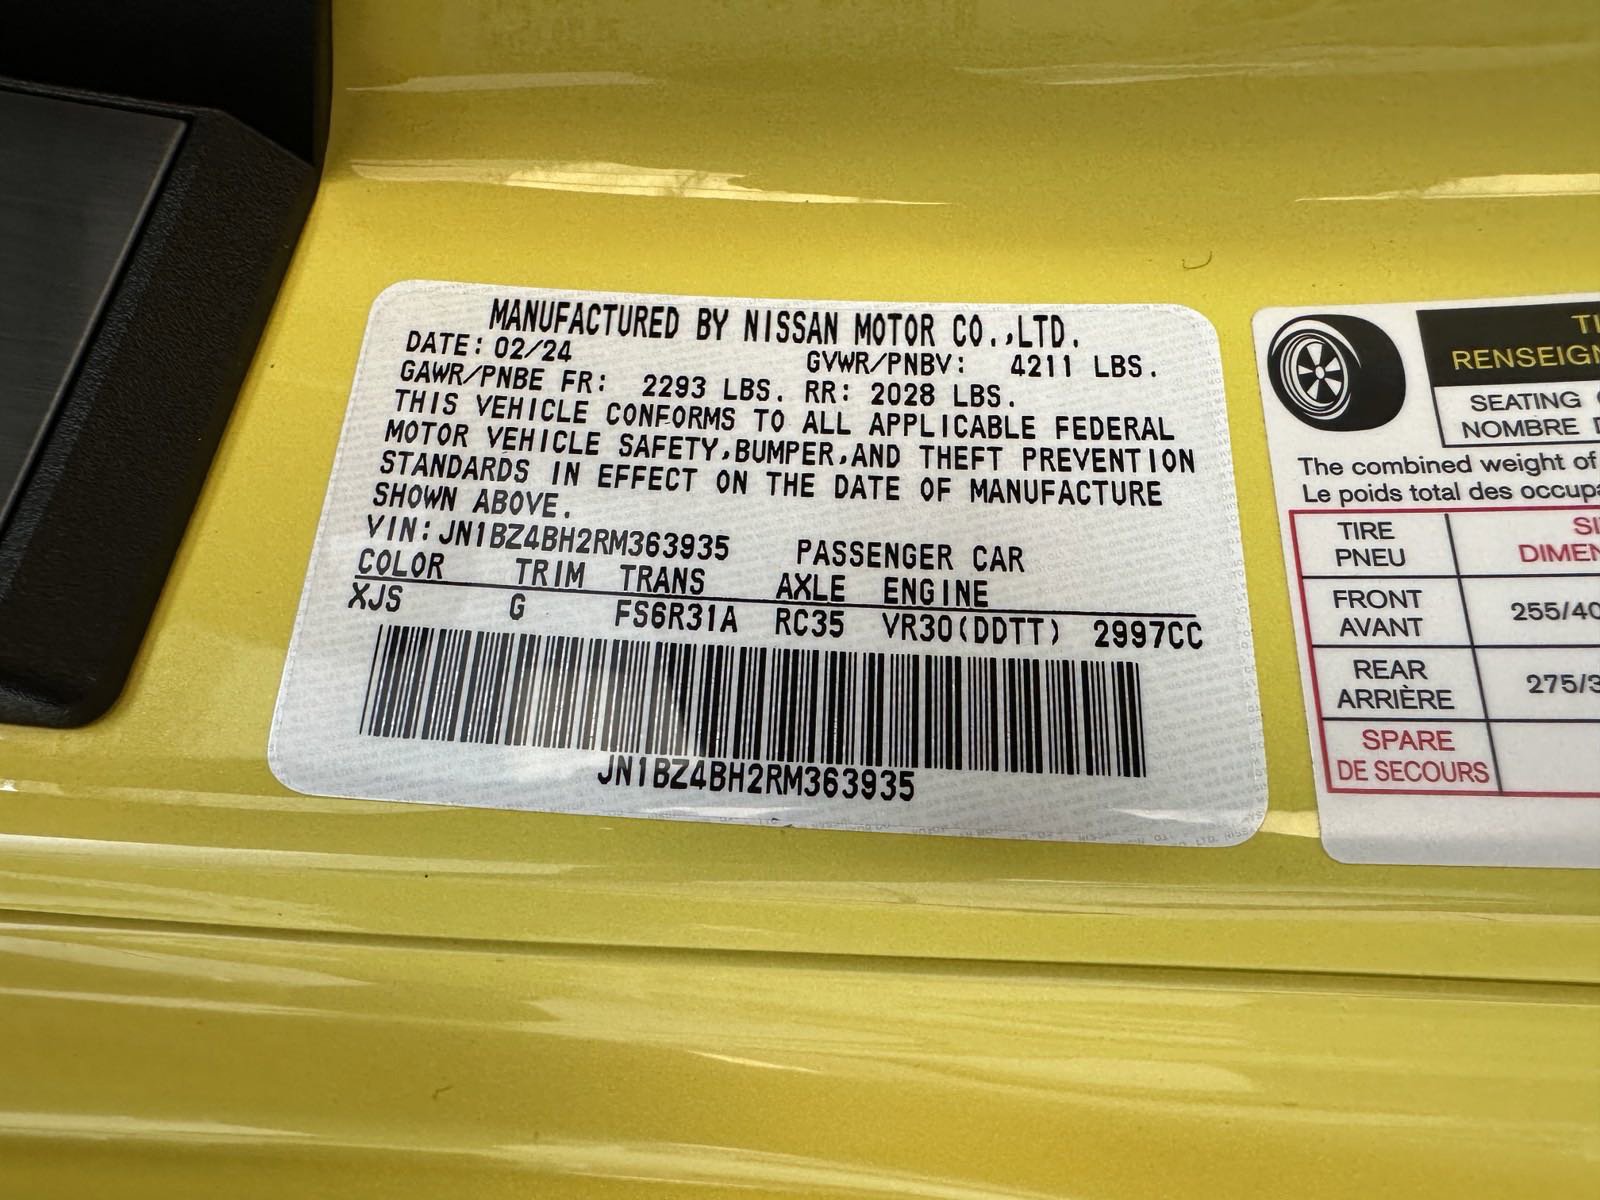 MANUFACTURED BY NISSAN MOTOR CO.,LTD.
DATE: 02/24 GVWR/PNBV: 4211 LBS.
GAWR/PNBE FR: 2293 LBS. RR: 2028 LBS.
THIS VEHICLE CONFORMS TO ALL APPLICABLE FEDERAL
MOTOR VEHICLE SAFETY,BUMPER,AND THEFT PREVENTION
STANDARDS IN EFFECT ON THE DATE OF MANUFACTURE
SHOWN ABOVE.
VIN: JN1BZ4BH2RM363935 PASSENGER CAR
COLOR TRIM TRANS AXLE ENGINE
XJS G FS6R31A RC35 VR30(DDTT) 2997CC
JN1BZ4BH2RM363935
SEATING
NOMBRE
The combined weight of
Le poids total des
TIRE
PNEU
FRONT
AVANT
255/40
REAR
ARRIÈRE
275/3
SPARE
DE SECOURS